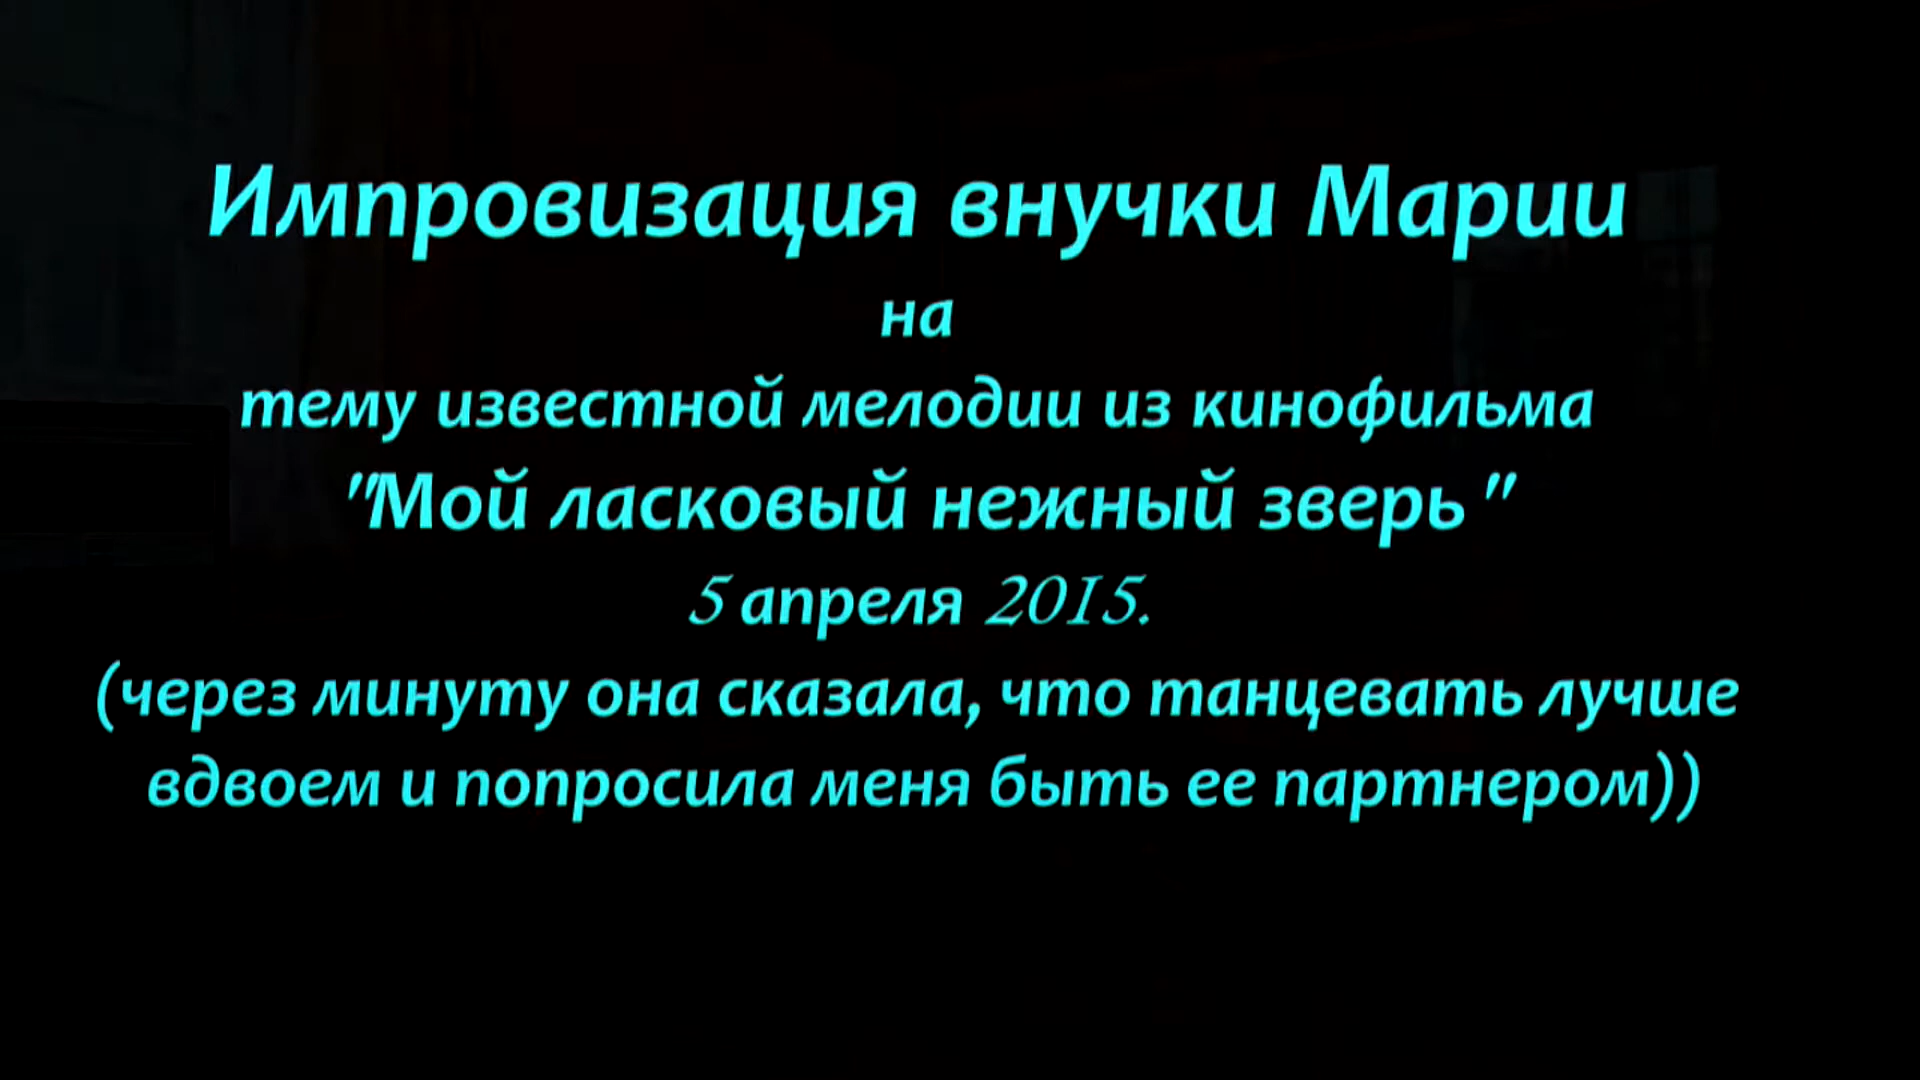 Импровизация внучки Марии
на
тему известной мелодии из кинофильма
"Мой ласковый нежный зверь"
5 апреля 2015.
(через минуту она сказала, что танцевать лучше
вдвоем и попросила меня быть ее партнером))